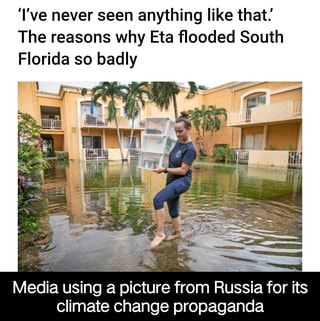 'I've never seen anything like that.'
The reasons why Eta flooded South
Florida so badly
Media using a picture from Russia for its
climate change propaganda